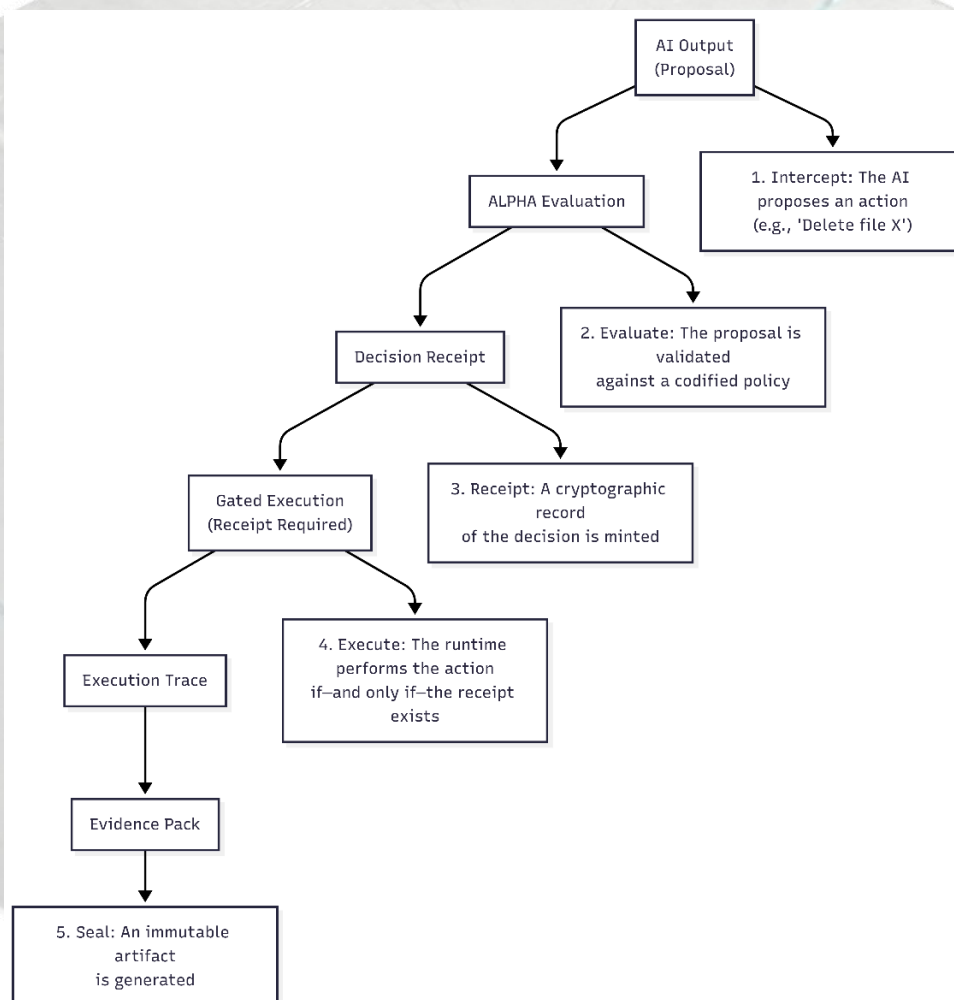 AI Output
(Proposal)
1. Intercept: The AI
proposes an action
(e.g., 'Delete file X')
ALPHA Evaluation
2. Evaluate: The proposal is
validated
against a codified policy
Decision Receipt
3. Receipt: A cryptographic
record
of the decision is minted
Gated Execution
(Receipt Required)
4. Execute: The runtime
performs the action
if—and only if—the receipt
exists
Execution Trace
Evidence Pack
5. Seal: An immutable
artifact
is generated